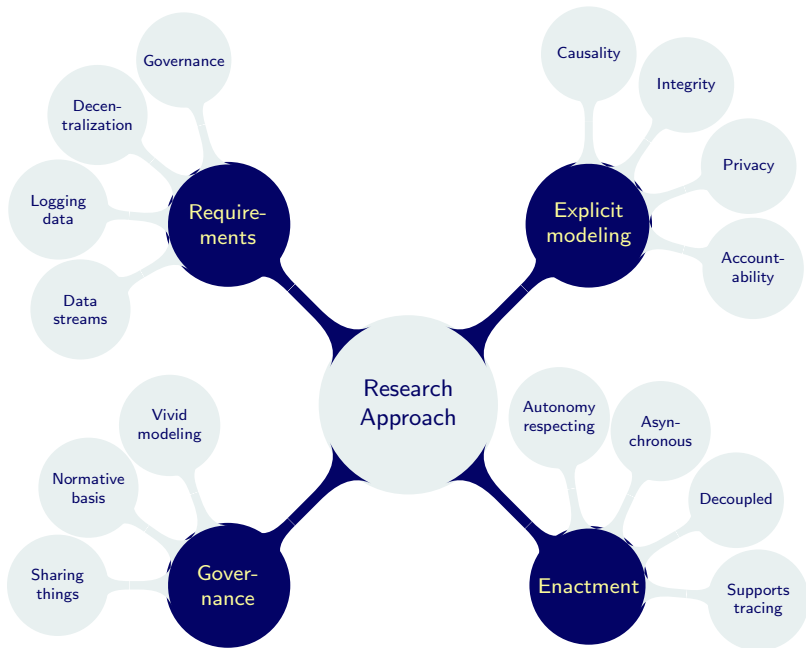 Governance
Decen-
tralization
Logging
data
Data
streams
Require-
ments
Causality
Integrity
Privacy
Account-
ability
Explicit
modeling
Research
Approach
Vivid
modeling
Normative
basis
Sharing
things
Gover-
nance
Autonomy
respecting
Asyn-
chronous
Decoupled
Supports
tracing
Enactment